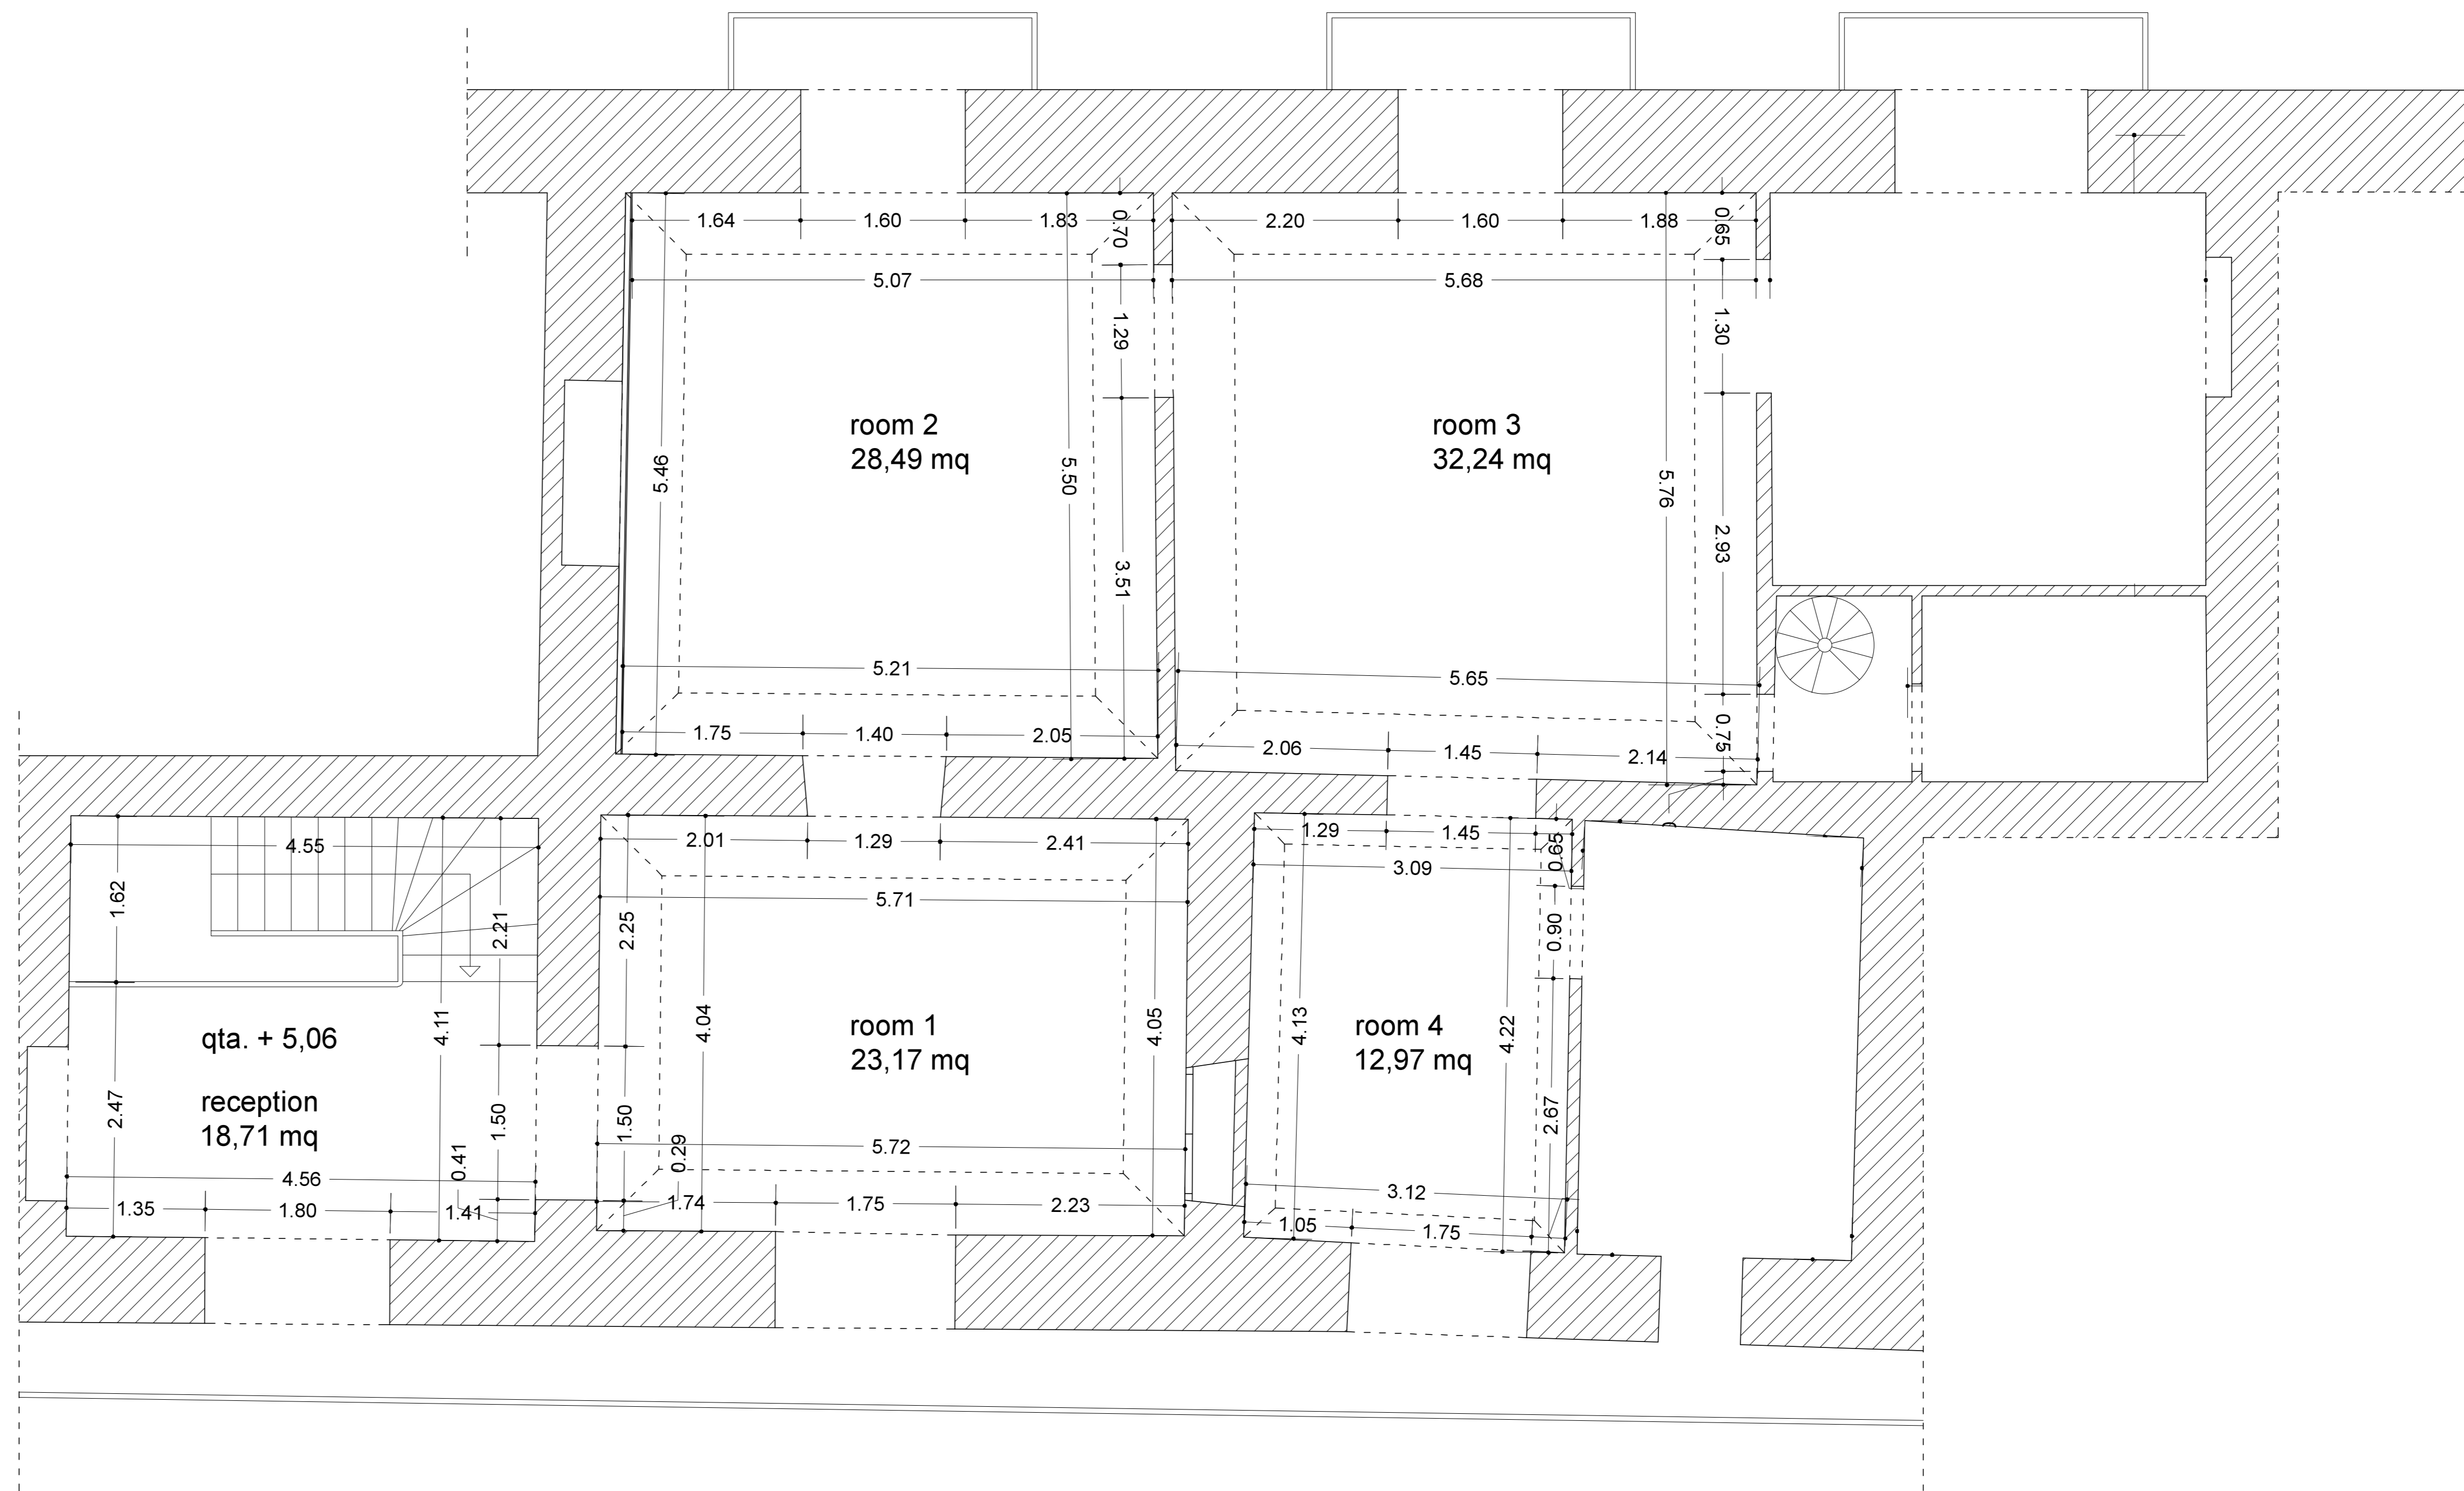 1.64 1.60 1.83 0.70 2.20 1.60 1.88 0.65
5.07 5.68
1.29 1.30
room 2
28,49 mq
room 3
32,24 mq
5.46 5.50 5.76
3.51 2.93
5.21 5.65
1.75 1.40 2.05 2.06 1.45 2.14 0.75
4.55 2.01 1.29 2.41 1.29 1.45 0.65
3.09
1.62 2.21 2.25 5.71 0.90
qta. + 5,06
4.11 4.04 4.05 4.13 4.22
room 1
23,17 mq
room 4
12,97 mq
reception
18,71 mq
2.47 1.50 1.50 2.67
0.41 0.29 5.72
4.56 3.12
1.35 1.80 1.41 1.74 1.75 2.23 1.05 1.75